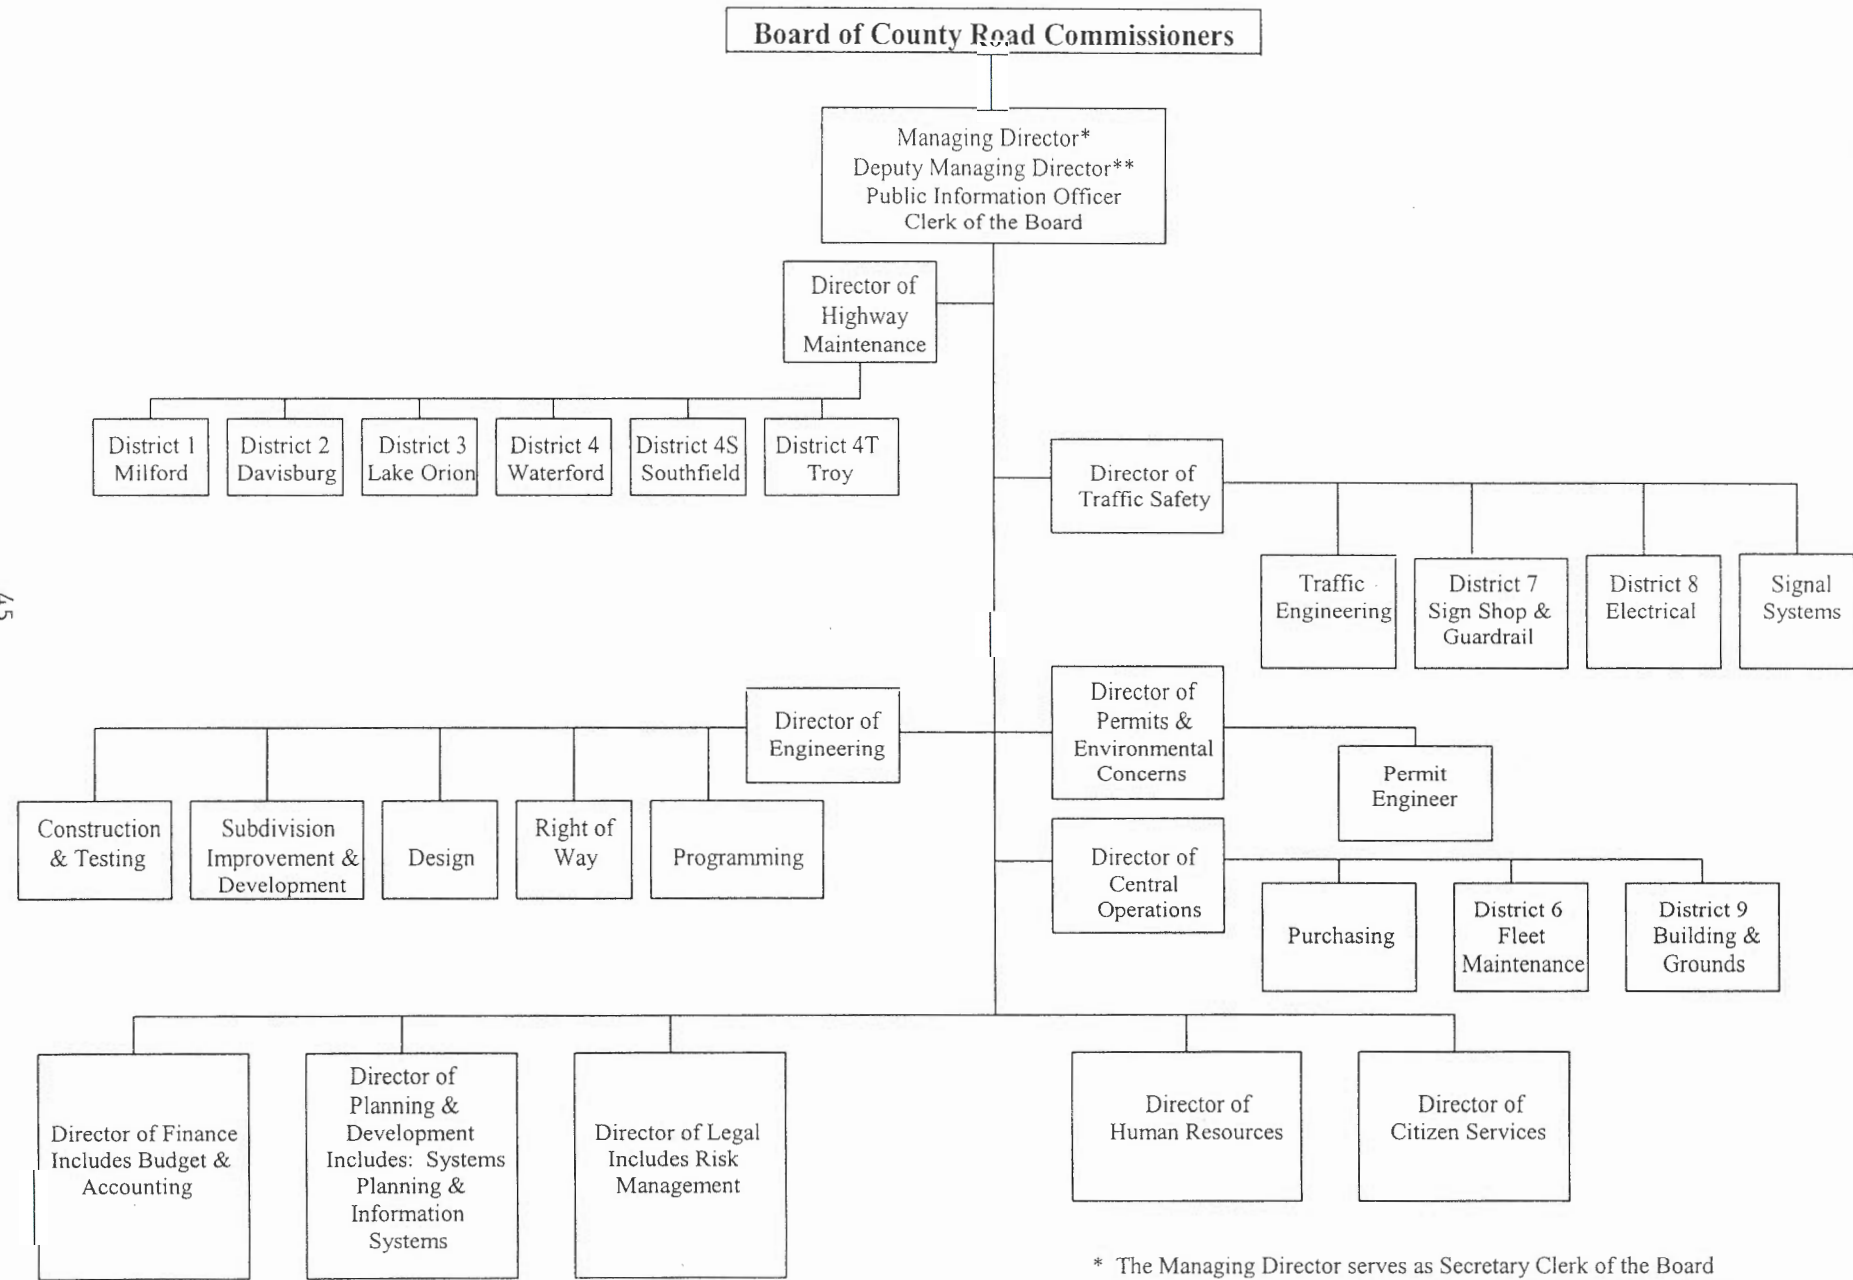 Board of County Road Commissioners
Managing Director*
Deputy Managing Director**
Public Information Officer
Clerk of the Board
Director of
Highway
Maintenance
District 1
Milford
District 2
Davisburg
District 3
Lake Orion
District 4
Waterford
District 4S
Southfield
District 4T
Troy
Director of
Traffic Safety
Traffic
Engineering
District 7
Sign Shop &
Guardrail
District 8
Electrical
Signal
Systems
45
Director of
Engineering
Construction
& Testing
Subdivision
Improvement &
Development
Design
Right of
Way
Programming
Director of
Permits &
Environmental
Concerns
Permit
Engineer
Director of
Central
Operations
Purchasing
District 6
Fleet
Maintenance
District 9
Building &
Grounds
Director of Finance
Includes Budget &
Accounting
Director of
Planning &
Development
Includes: Systems
Planning &
Information
Systems
Director of Legal
Includes Risk
Management
Director of
Human Resources
Director of
Citizen Services
* The Managing Director serves as Secretary Clerk of the Board